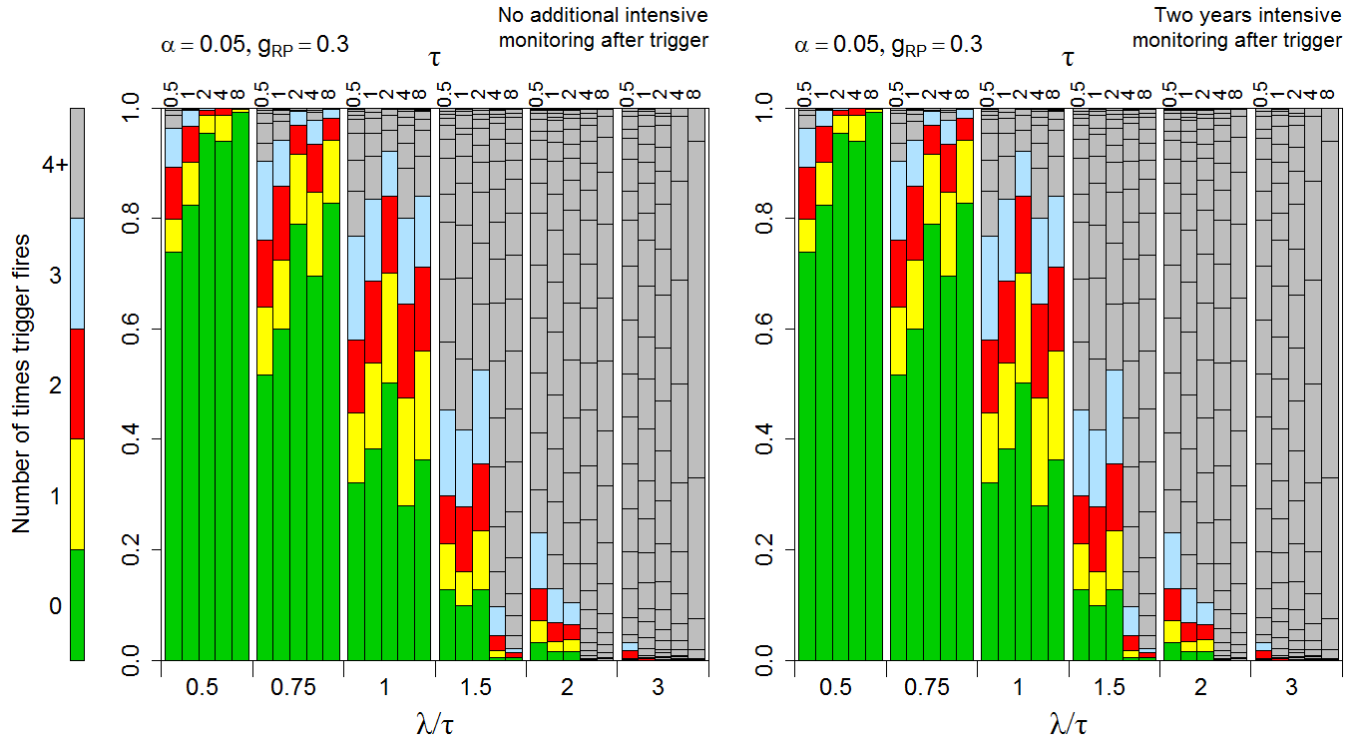 No additional intensive
monitoring after trigger
α = 0.05, gRP = 0.3
τ
0.5 1 2 4 8 0.5 1 2 4 8 0.5 1 2 4 8 0.5 1 2 4 8 0.5 1 2 4 8 0.5 1 2 4 8
Number of times trigger fires
4+
3
2
1
0
1.0
0.8
0.6
0.4
0.2
0.0
0.5 0.75 1 1.5 2 3
λ/τ
Two years intensive
monitoring after trigger
α = 0.05, gRP = 0.3
τ
0.5 1 2 4 8 0.5 1 2 4 8 0.5 1 2 4 8 0.5 1 2 4 8 0.5 1 2 4 8 0.5 1 2 4 8
1.0
0.8
0.6
0.4
0.2
0.0
0.5 0.75 1 1.5 2 3
λ/τ